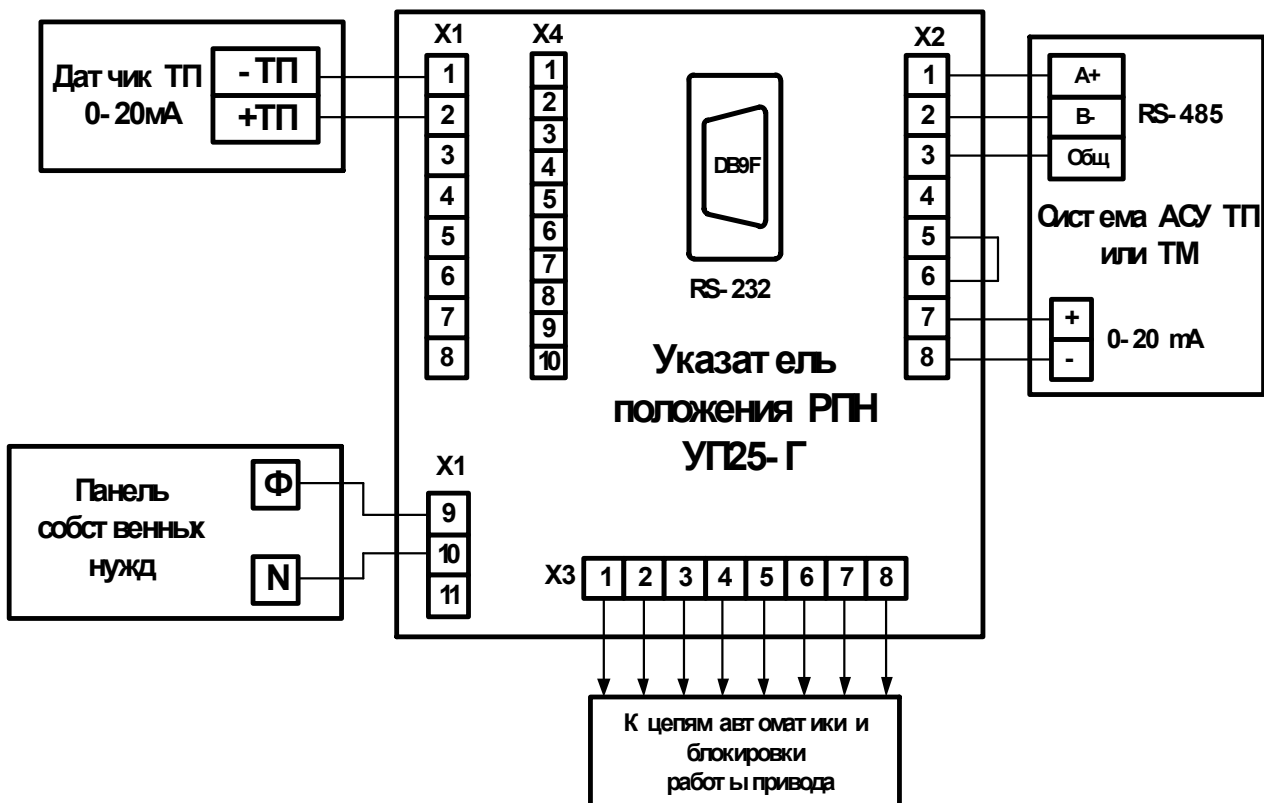 Датчик ТП
0-20мА
-ТП
+ТП
X1
1
2
3
4
5
6
7
8
X4
1
2
3
4
5
6
7
8
9
10
DB9F
RS-232
X2
1
2
3
4
5
6
7
8
A+
B-
Общ
RS-485
Система АСУ ТП
или ТМ
+
-
0-20 mA
Указатель
положения РПН
УП25-Г
Панель
собственных
нужд
Ф
N
X1
9
10
11
X3
1
2
3
4
5
6
7
8
К цепям автоматики и
блокировки
работы привода